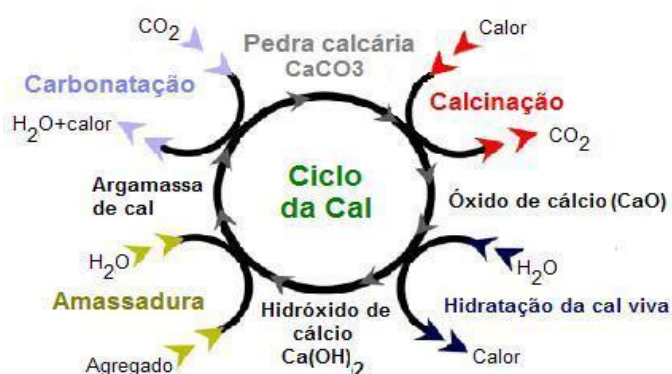 CO2
Pedra calcária
CaCO3
Calor
Carbonatação
Calcinação
H2O+calor
CO2
Ciclo
da Cal
Argamassa
de cal
Óxido de cálcio (CaO)
H2O
H2O
Amassadura
Hidróxido de
cálcio
Ca(OH)2
Hidratação da cal viva
Agregado
Calor